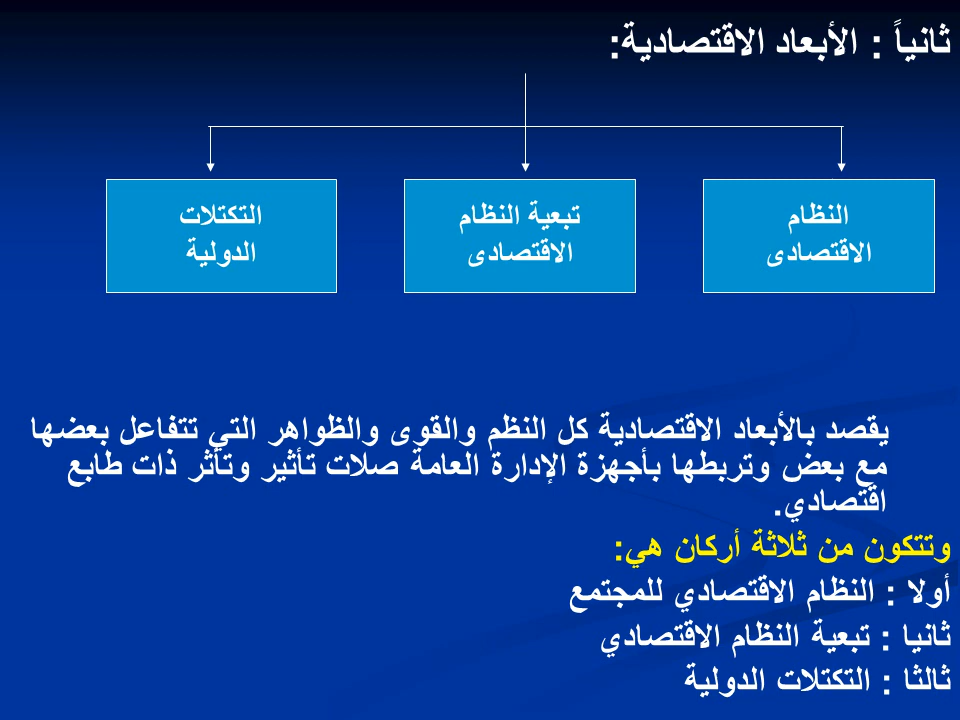 ثانياً : الأبعاد الاقتصادية:
النظام
الاقتصادى
تبعية النظام
الاقتصادى
التكتلات
الدولية
يقصد بالأبعاد الاقتصادية كل النظم والقوى والظواهر التي تتفاعل بعضها
مع بعض وتربطها بأجهزة الإدارة العامة صلات تأثير وتأثر ذات طابع
اقتصادي.
وتتكون من ثلاثة أركان هي:
أولا : النظام الاقتصادي للمجتمع
ثانيا : تبعية النظام الاقتصادي
ثالثا : التكتلات الدولية